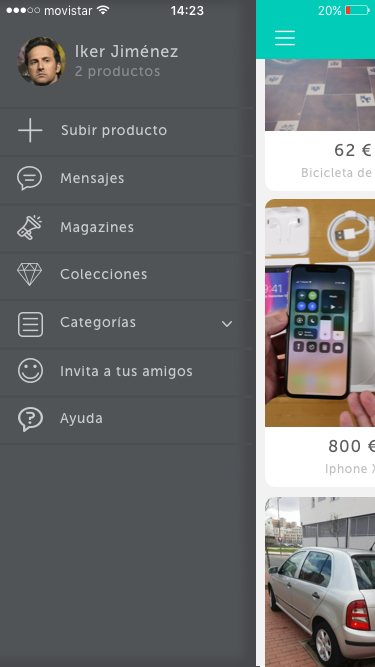 movistar 14:23 20%
Iker Jiménez
2 productos
Subir producto
Mensajes
Magazines
Colecciones
Categorías
Invita a tus amigos
Ayuda
62 €
Bicicleta de
800 €
Iphone X